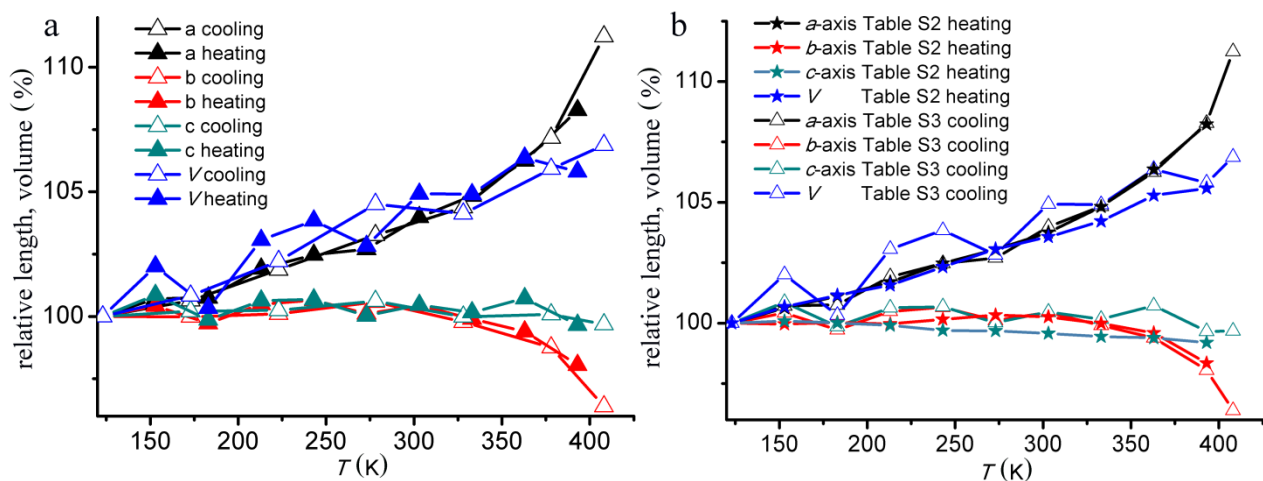 a
a cooling
a heating
b cooling
b heating
c cooling
c heating
V cooling
V heating
relative length, volume (%)
110
105
100
150 200 250 300 350 400
T (K)
b
a-axis Table S2 heating
b-axis Table S2 heating
c-axis Table S2 heating
V Table S2 heating
a-axis Table S3 cooling
b-axis Table S3 cooling
c-axis Table S3 cooling
V Table S3 cooling
relative length, volume (%)
110
105
100
150 200 250 300 350 400
T (K)